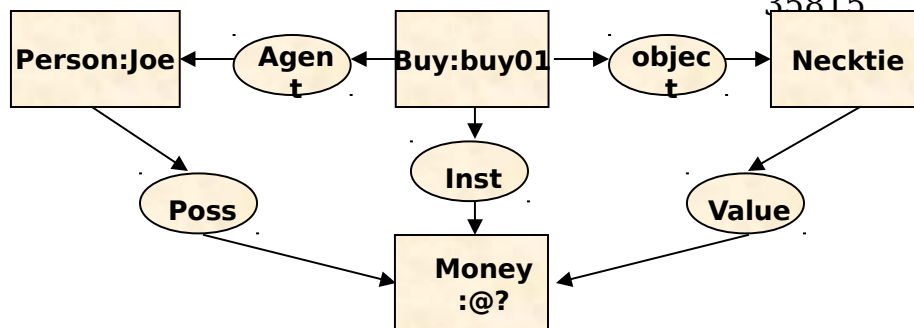 Person:Joe
Agen
t
Buy:buy01
objec
t
Necktie
Poss
Inst
Value
Money
:@?